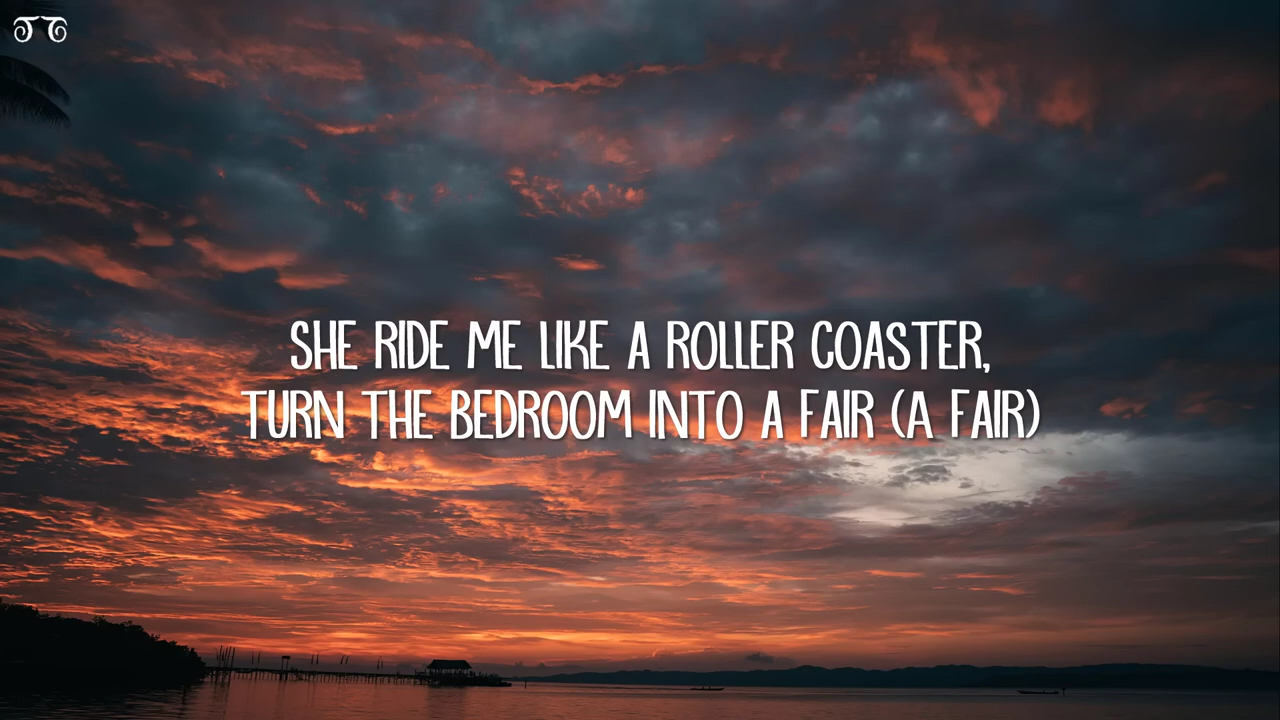 SHE RIDE ME LIKE A ROLLER COASTER,
TURN THE BEDROOM INTO A FAIR (A FAIR)